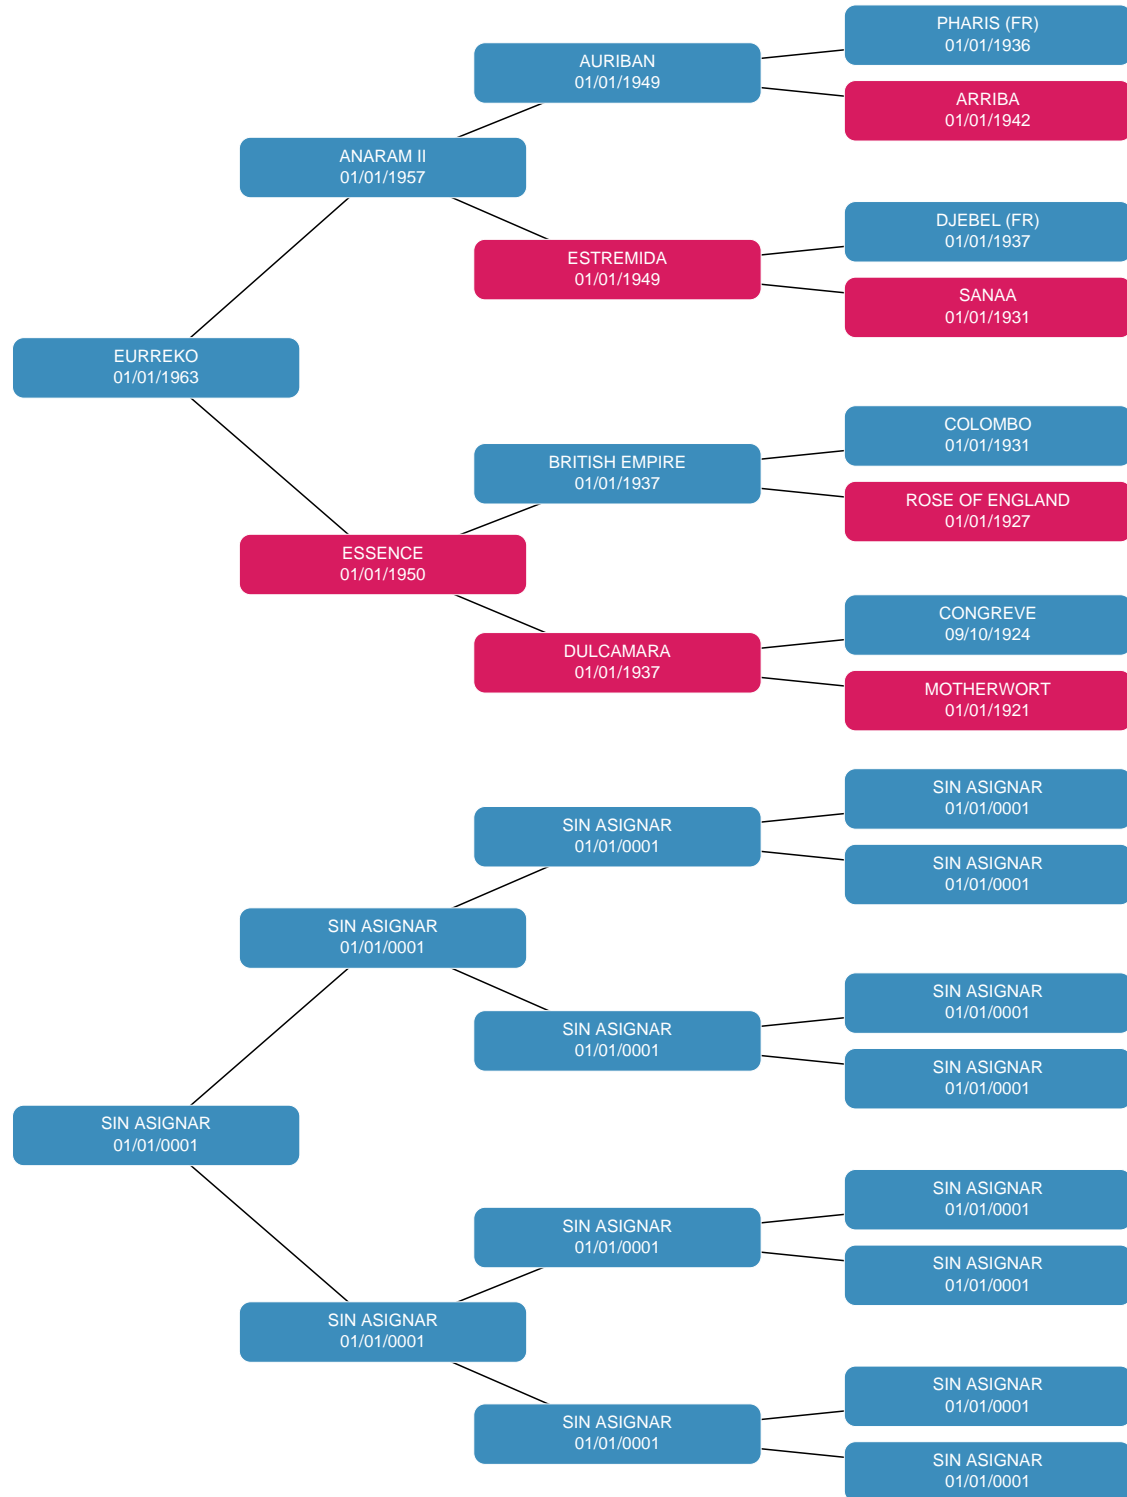 PHARIS (FR)
01/01/1936
AURIBAN
01/01/1949
ARRIBA
01/01/1942
ANARAM II
01/01/1957
DJEBEL (FR)
01/01/1937
ESTREMIDA
01/01/1949
SANAA
01/01/1931
EURREKO
01/01/1963
COLOMBO
01/01/1931
BRITISH EMPIRE
01/01/1937
ROSE OF ENGLAND
01/01/1927
ESSENCE
01/01/1950
CONGREVE
09/10/1924
DULCAMARA
01/01/1937
MOTHERWORT
01/01/1921
SIN ASIGNAR
01/01/0001
SIN ASIGNAR
01/01/0001
SIN ASIGNAR
01/01/0001
SIN ASIGNAR
01/01/0001
SIN ASIGNAR
01/01/0001
SIN ASIGNAR
01/01/0001
SIN ASIGNAR
01/01/0001
SIN ASIGNAR
01/01/0001
SIN ASIGNAR
01/01/0001
SIN ASIGNAR
01/01/0001
SIN ASIGNAR
01/01/0001
SIN ASIGNAR
01/01/0001
SIN ASIGNAR
01/01/0001
SIN ASIGNAR
01/01/0001
SIN ASIGNAR
01/01/0001